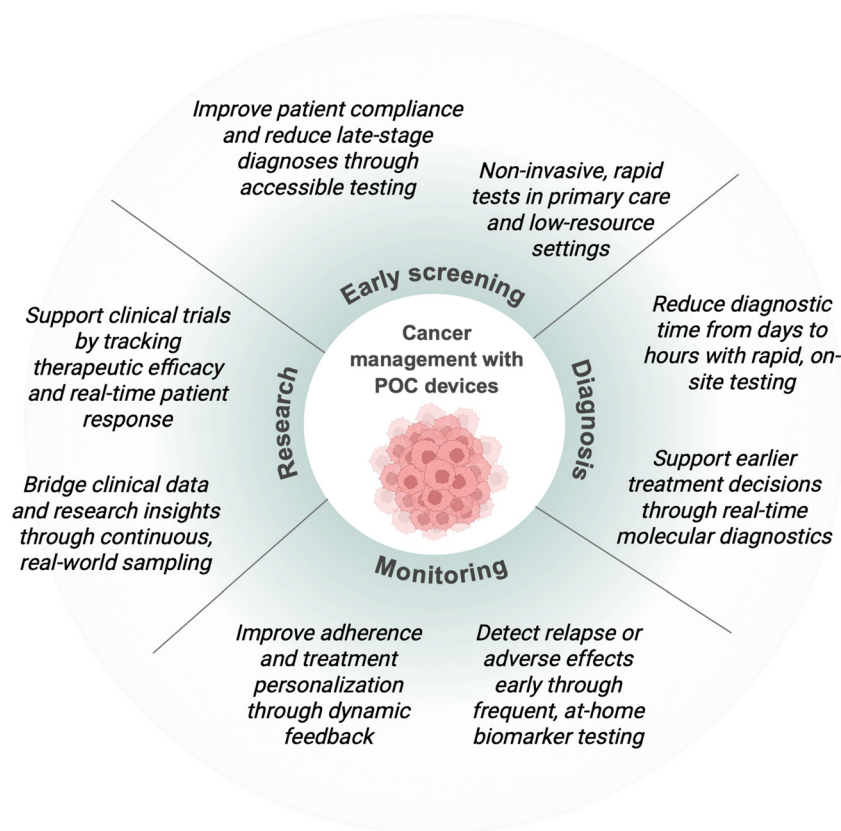 Improve patient compliance
and reduce late-stage
diagnoses through
accessible testing
Non-invasive, rapid
tests in primary care
and low-resource
settings
Early screening
Cancer
management with
POC devices
Diagnosis
Reduce diagnostic
time from days to
hours with rapid, on-
site testing
Support earlier
treatment decisions
through real-time
molecular diagnostics
Monitoring
Detect relapse or
adverse effects
early through
frequent, at-home
biomarker testing
Improve adherence
and treatment
personalization
through dynamic
feedback
Research
Support clinical trials
by tracking
therapeutic efficacy
and real-time patient
response
Bridge clinical data
and research insights
through continuous,
real-world sampling